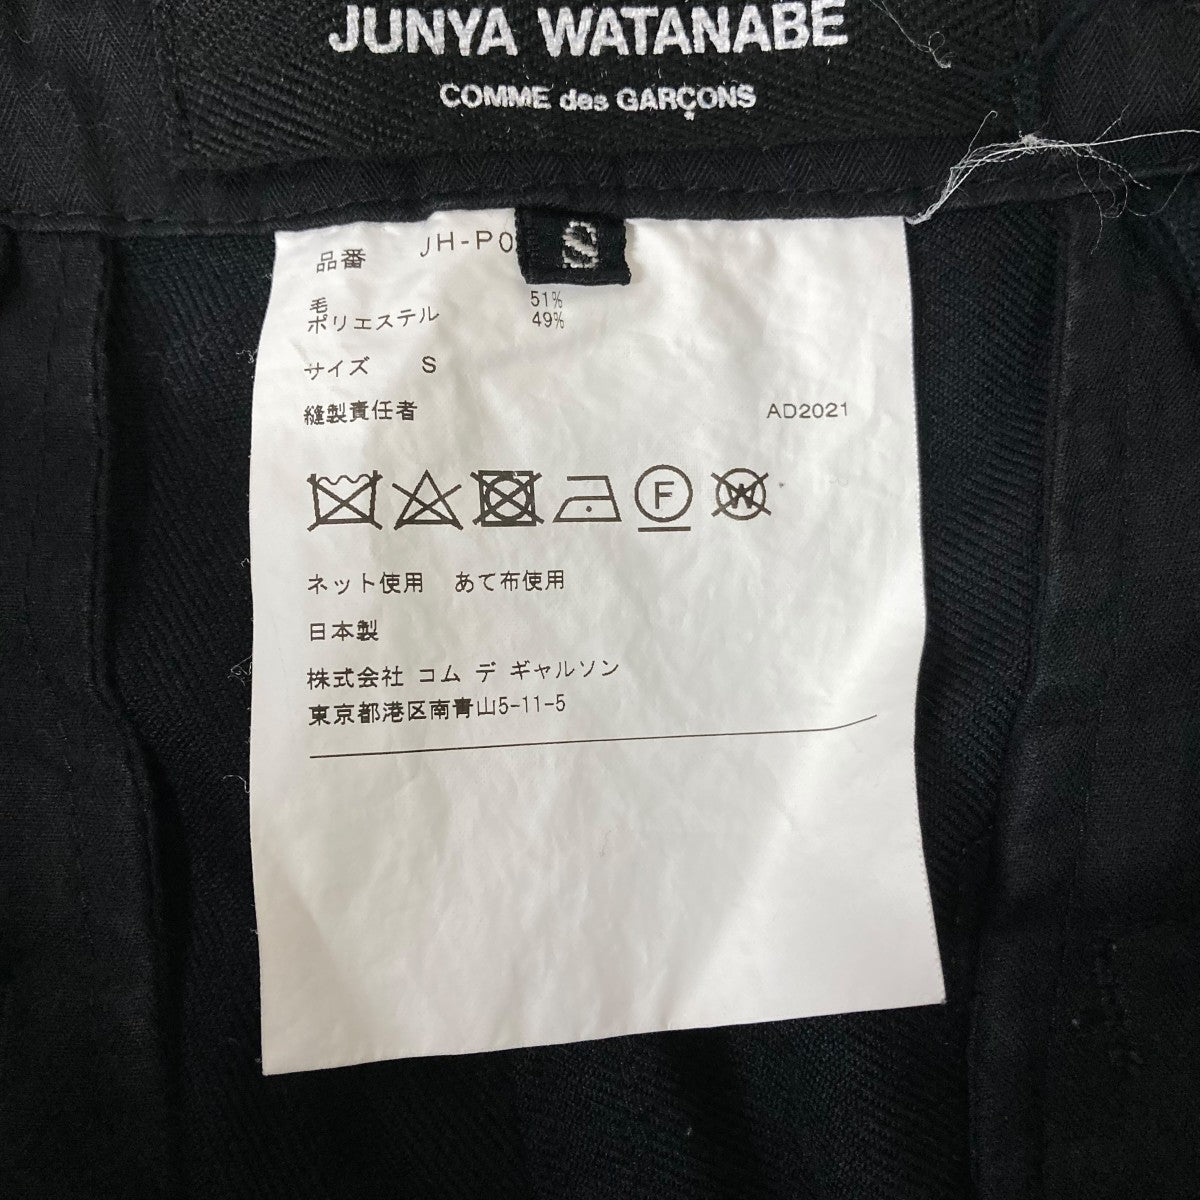 JUNYA WATANABE
COMME des GARÇONS
S
品番 JH-P0
毛 51%
ポリエステル 49%
サイズ S
縫製責任者 AD2021
F W
ネット使用 あて布使用
日本製
株式会社 コム デ ギャルソン
東京都港区南青山5-11-5